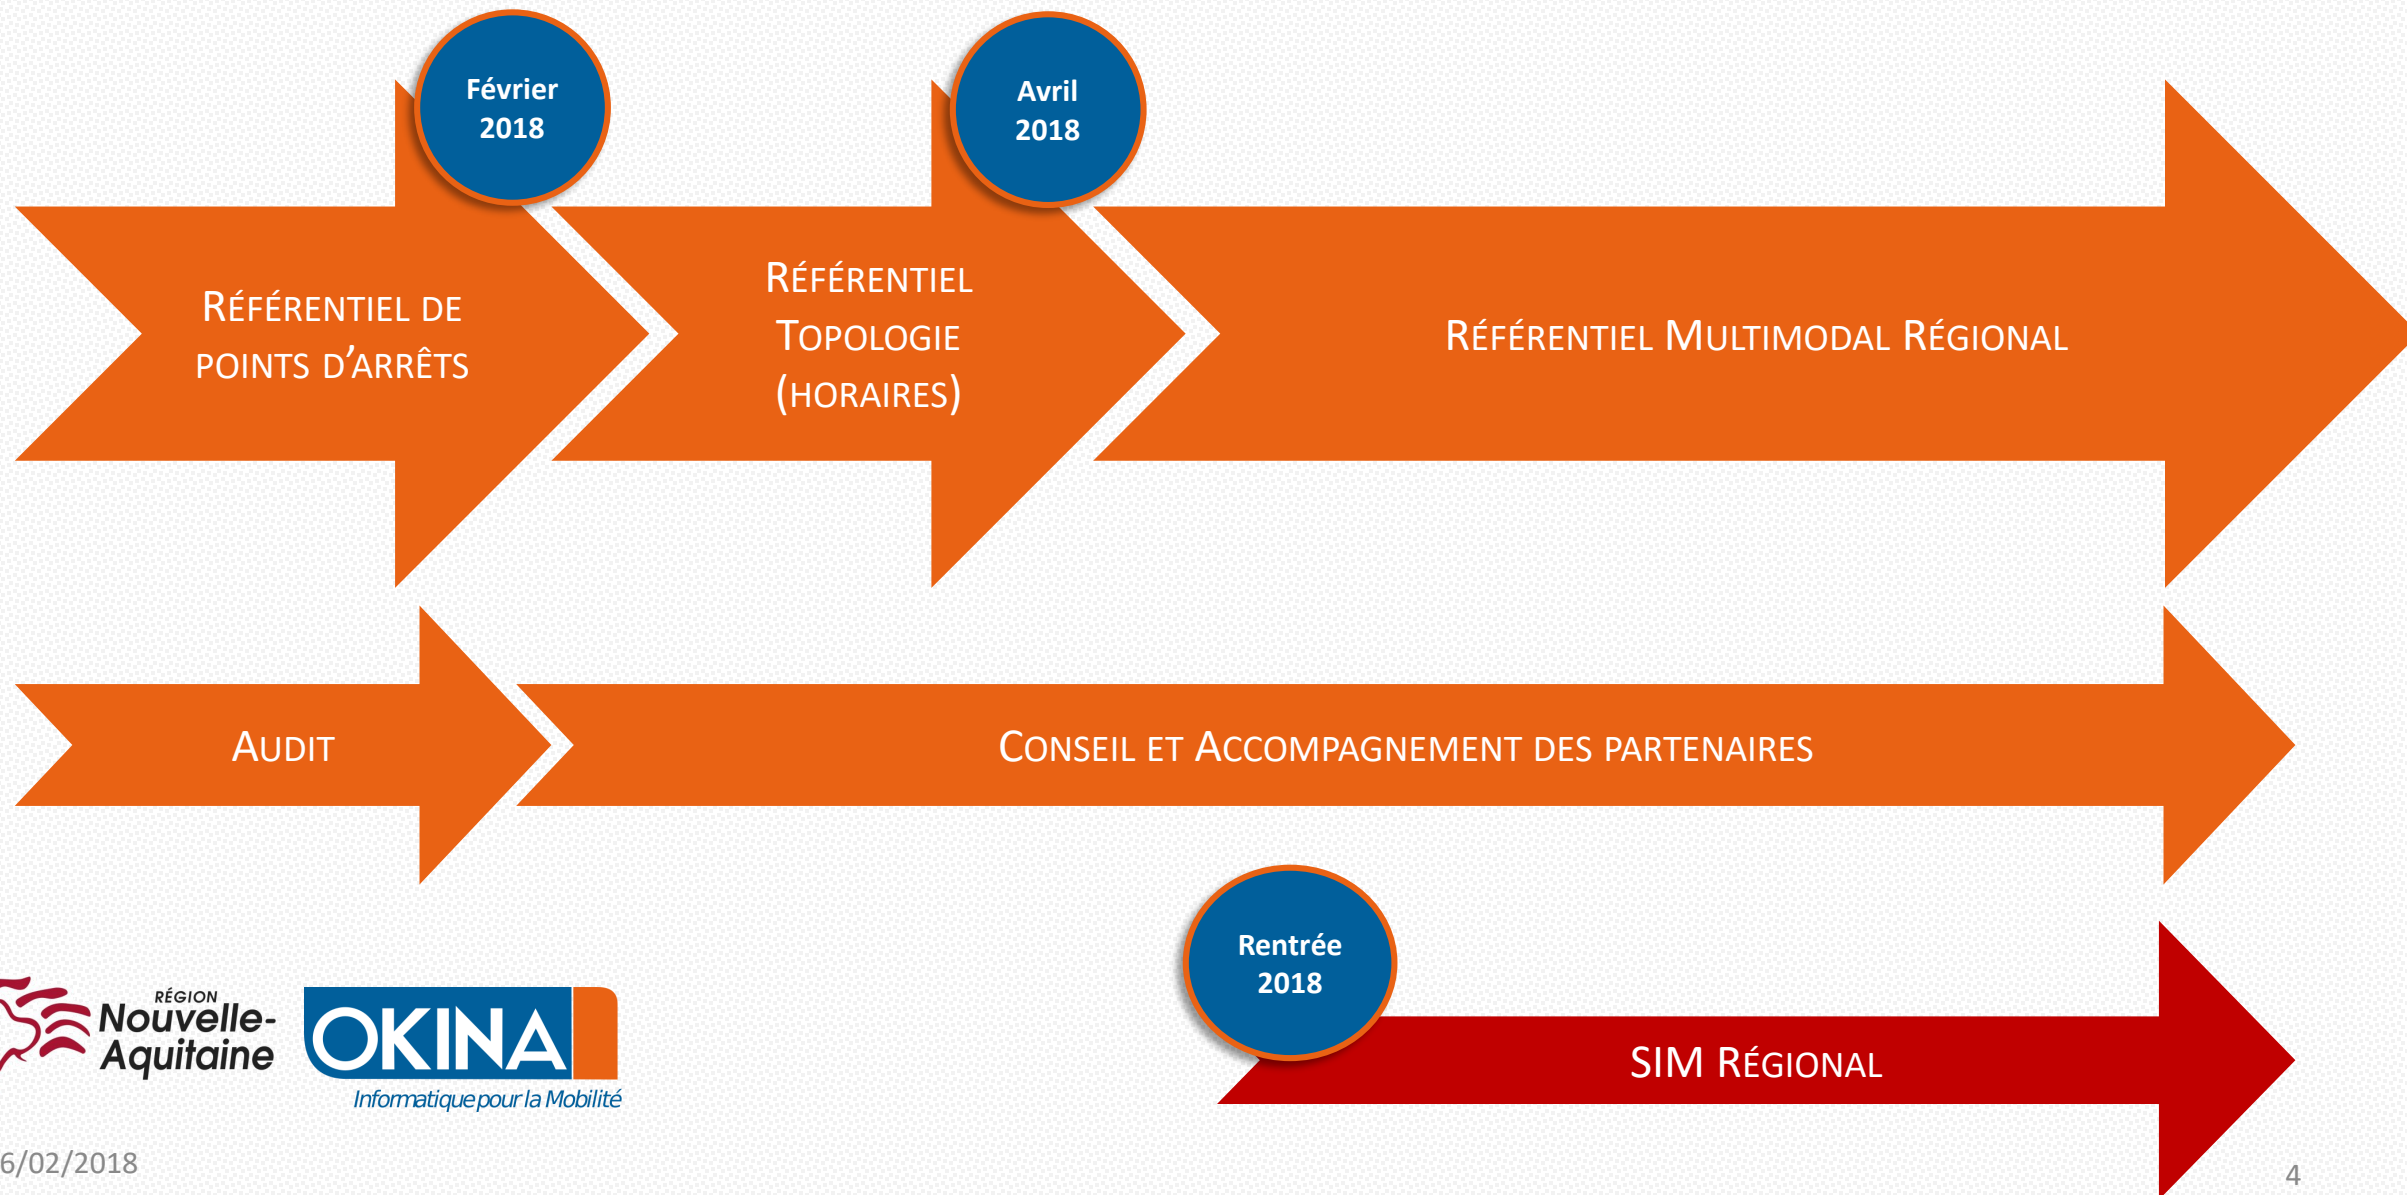 Février
2018
Avril
2018
RÉFÉRENTIEL DE
POINTS D’ARRÊTS
RÉFÉRENTIEL
TOPOLOGIE
(HORAIRES)
RÉFÉRENTIEL MULTIMODAL RÉGIONAL
AUDIT
CONSEIL ET ACCOMPAGNEMENT DES PARTENAIRES
Rentrée
2018
SIM RÉGIONAL
RÉGION
Nouvelle-
Aquitaine
OKINA
Informatique pour la Mobilité
6/02/2018
4